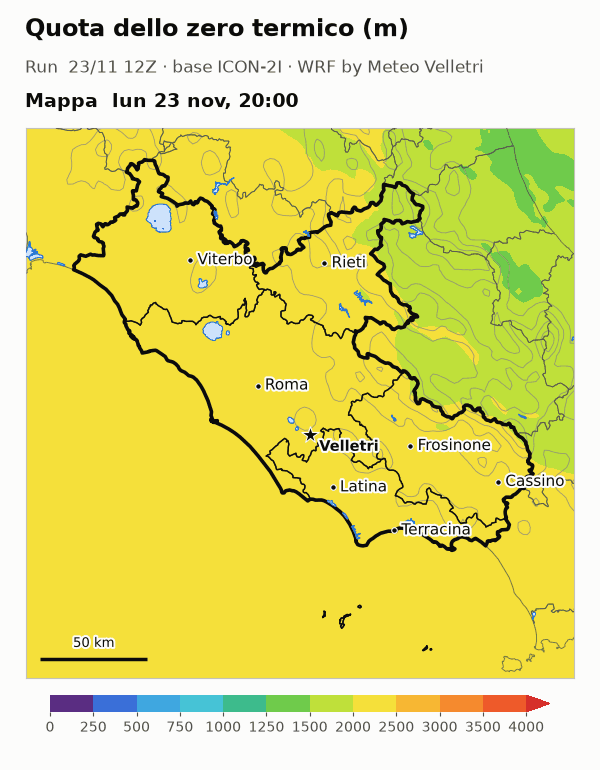 Quota dello zero termico (m)
Run  23/11 12Z · base ICON-2I · WRF by Meteo Velletri
Mappa  lun 23 nov, 20:00
Viterbo
Rieti
Roma
Velletri
Frosinone
Latina
Cassino
Terracina
50 km
0 250 500 750 1000 1250 1500 2000 2500 3000 3500 4000